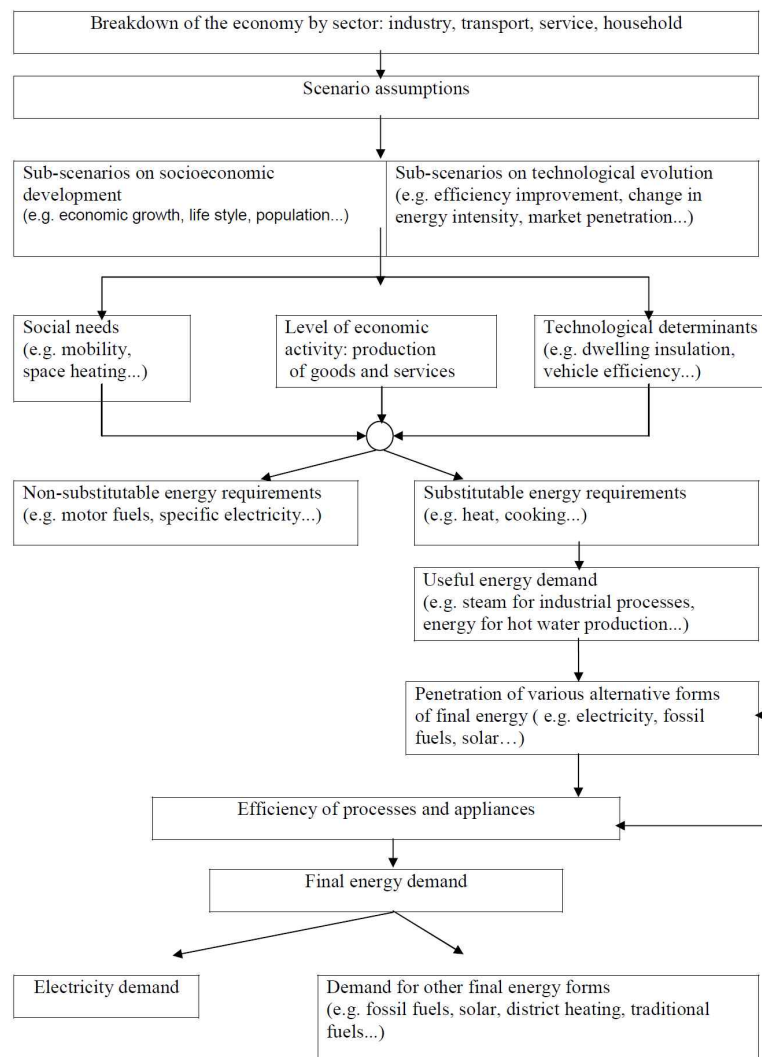 Breakdown of the economy by sector: industry, transport, service, household
Scenario assumptions
Sub-scenarios on socioeconomic
development
(e.g. economic growth, life style, population...)
Sub-scenarios on technological evolution
(e.g. efficiency improvement, change in
energy intensity, market penetration...)
Social needs
(e.g. mobility,
space heating...)
Level of economic
activity: production
of goods and services
Technological determinants
(e.g. dwelling insulation,
vehicle efficiency...)
Non-substitutable energy requirements
(e.g. motor fuels, specific electricity...)
Substitutable energy requirements
(e.g. heat, cooking...)
Useful energy demand
(e.g. steam for industrial processes,
energy for hot water production...)
Penetration of various alternative forms
of final energy ( e.g. electricity, fossil
fuels, solar…)
Efficiency of processes and appliances
Final energy demand
Electricity demand
Demand for other final energy forms
(e.g. fossil fuels, solar, district heating, traditional
fuels...)